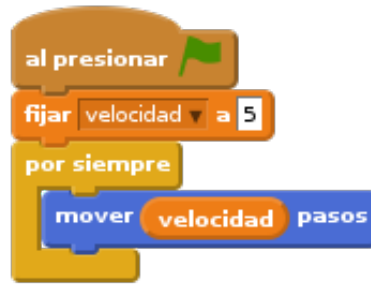 al presionar
fijar velocidad a 5
por siempre
mover velocidad pasos